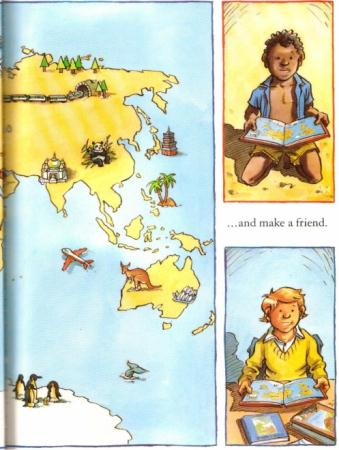 ...and make a friend.